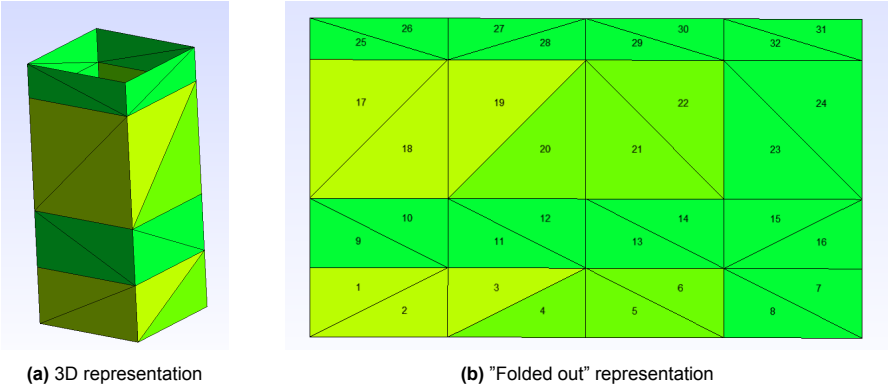 26 27 30 31
25 28 29 32
17 19 22 24
18 20 21 23
10 12 14 15
9 11 13 16
1 3 6 7
2 4 5 8
(a) 3D representation
(b) ”Folded out” representation